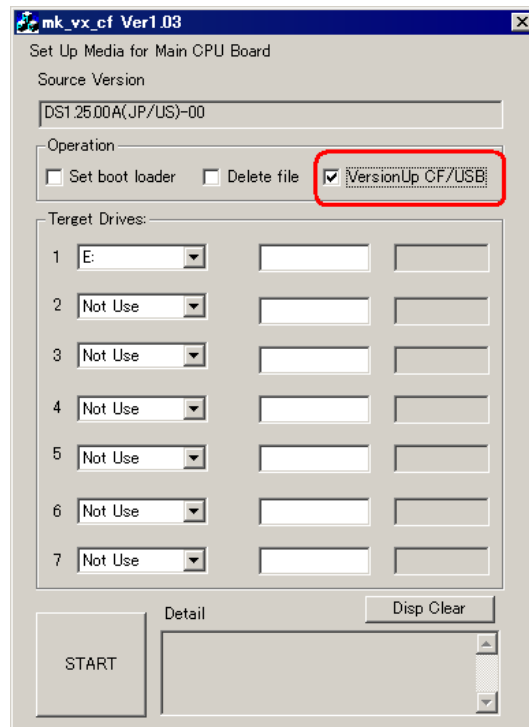 mk_vx_cf Ver1.03
Set Up Media for Main CPU Board
Source Version
DS1.25.00A(JP/US)-00
Operation
Set boot loader Delete file VersionUp CF/USB
Terget Drives:
1 E:
2 Not Use
3 Not Use
4 Not Use
5 Not Use
6 Not Use
7 Not Use
Disp Clear
START Detail